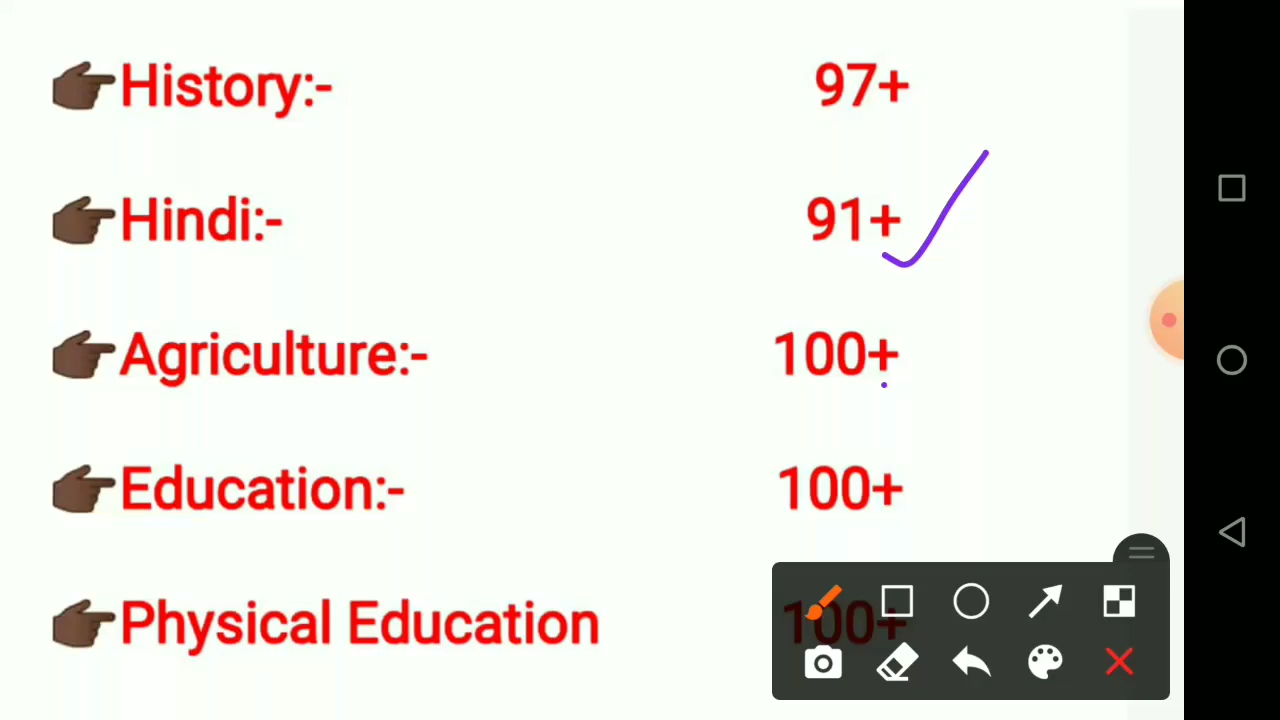 👉🏿History:- 97+
👉🏿Hindi:- 91+
👉🏿Agriculture:- 100+
👉🏿Education:- 100+
👉🏿Physical Education 100+